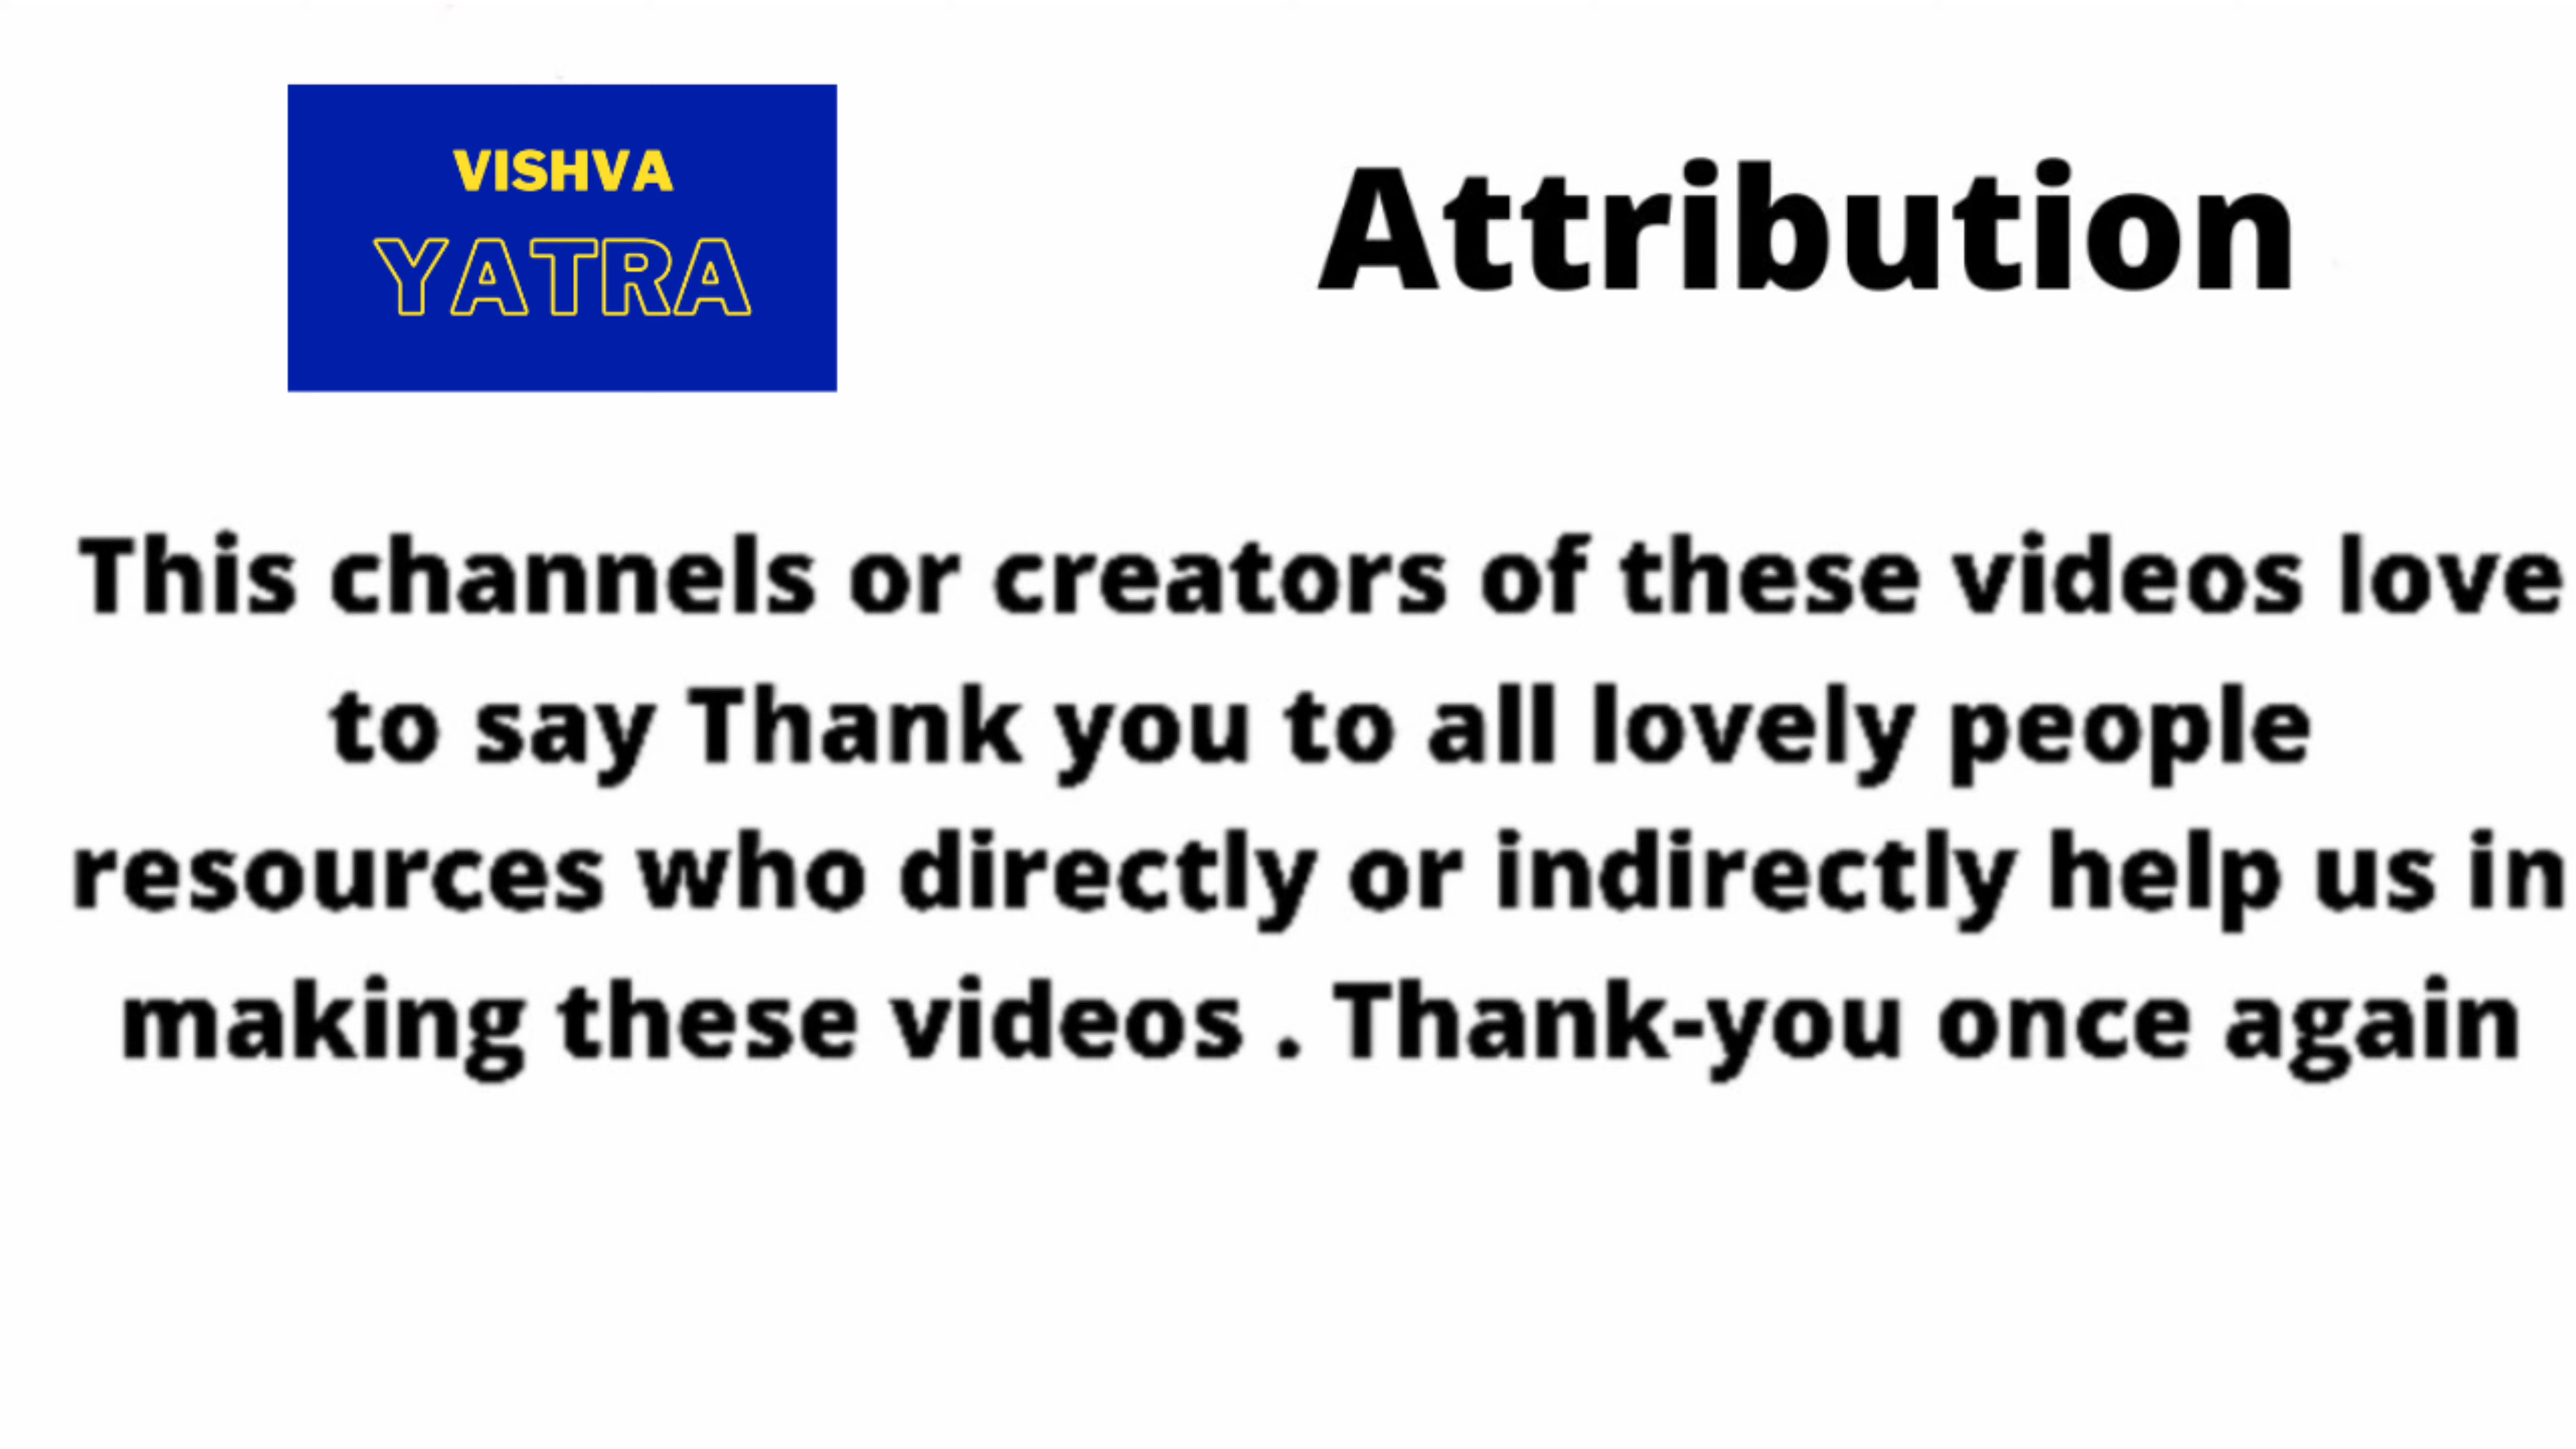 VISHVA
YATRA
Attribution
This channels or creators of these videos love
to say Thank you to all lovely people
resources who directly or indirectly help us in
making these videos . Thank-you once again